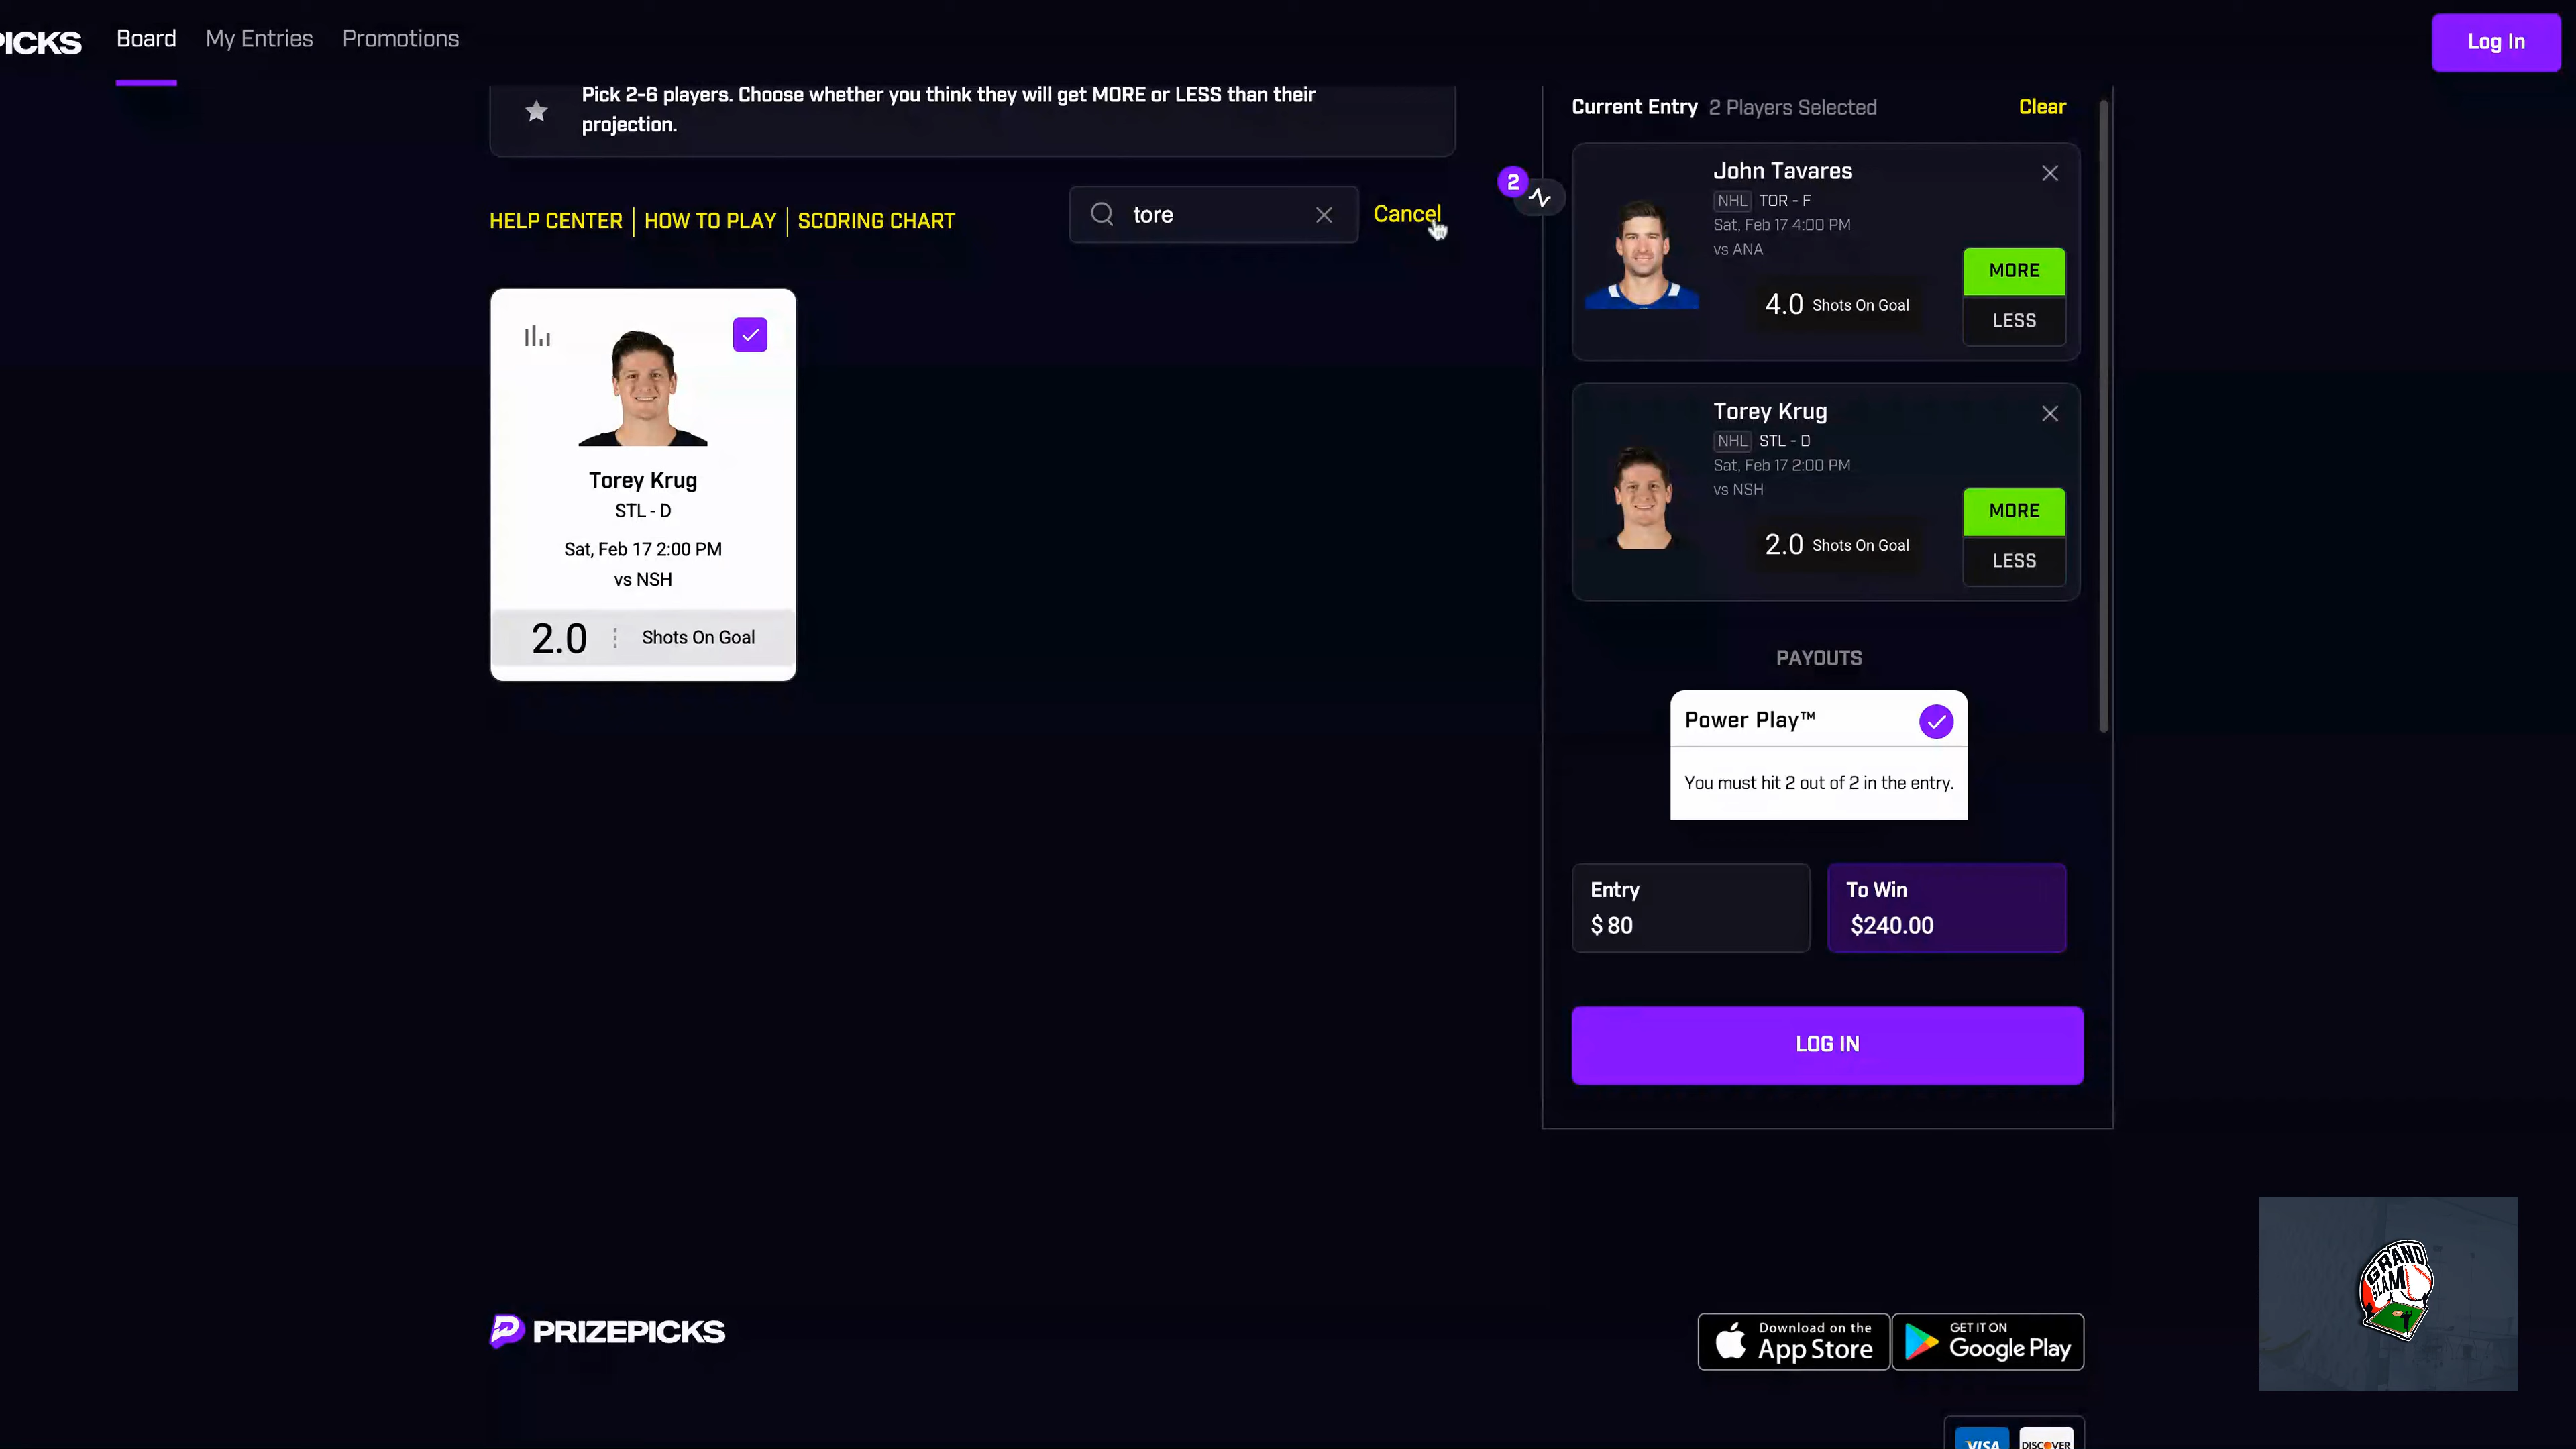 PICKS
Board
My Entries
Promotions
Log In
Pick 2-6 players. Choose whether you think they will get MORE or LESS than their
projection.
HELP CENTER
HOW TO PLAY
SCORING CHART
tore
Cancel
Torey Krug
STL - D
Sat, Feb 17 2:00 PM
vs NSH
2.0
Shots On Goal
Current Entry 2 Players Selected
Clear
2
John Tavares
NHL TOR - F
Sat, Feb 17 4:00 PM
vs ANA
4.0 Shots On Goal
MORE
LESS
Torey Krug
NHL STL - D
Sat, Feb 17 2:00 PM
vs NSH
2.0 Shots On Goal
MORE
LESS
PAYOUTS
Power Play™
You must hit 2 out of 2 in the entry.
Entry
$ 80
To Win
$240.00
LOG IN
PRIZEPICKS
Download on the
App Store
GET IT ON
Google Play
GRAND
SLAM
VISA
DISCOVER